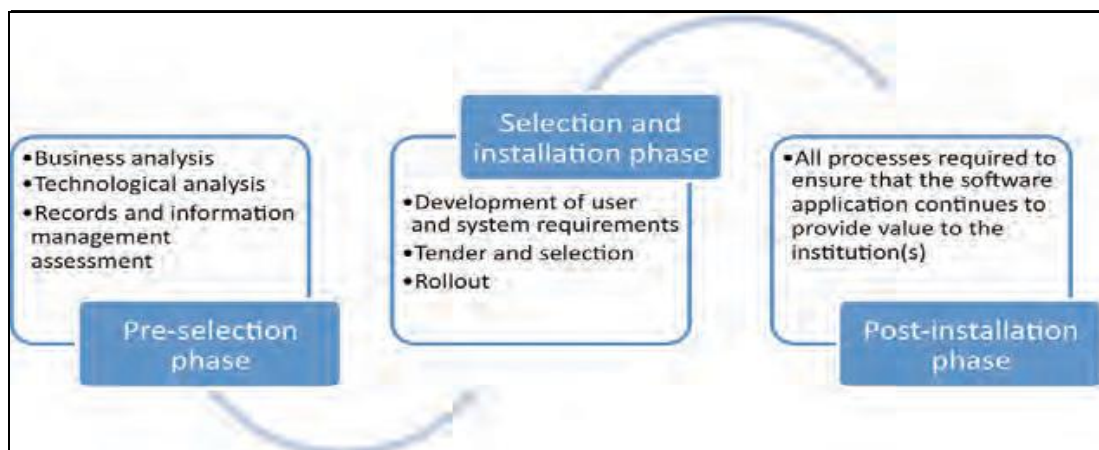 •Business analysis
•Technological analysis
•Records and information
management
assessment
Pre-selection
phase
Selection and
installation phase
•Development of user
and system requirements
•Tender and selection
•Rollout
•All processes required to
ensure that the software
application continues to
provide value to the
institution(s)
Post-installation
phase